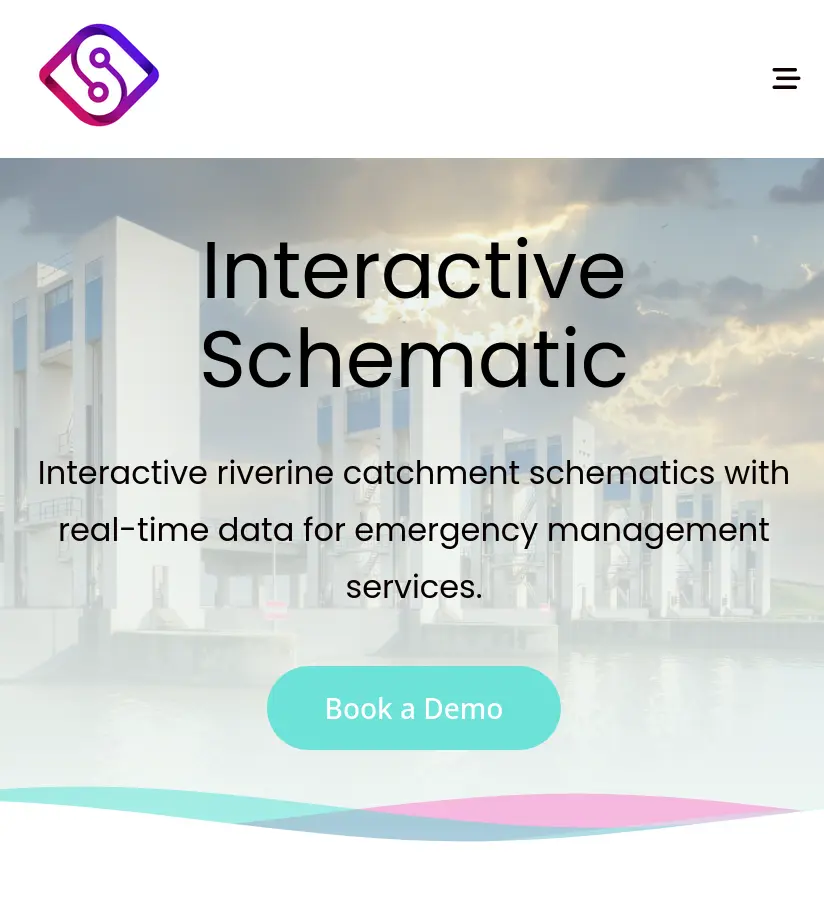 Interactive
Schematic
Interactive riverine catchment schematics with
real-time data for emergency management
services.
Book a Demo